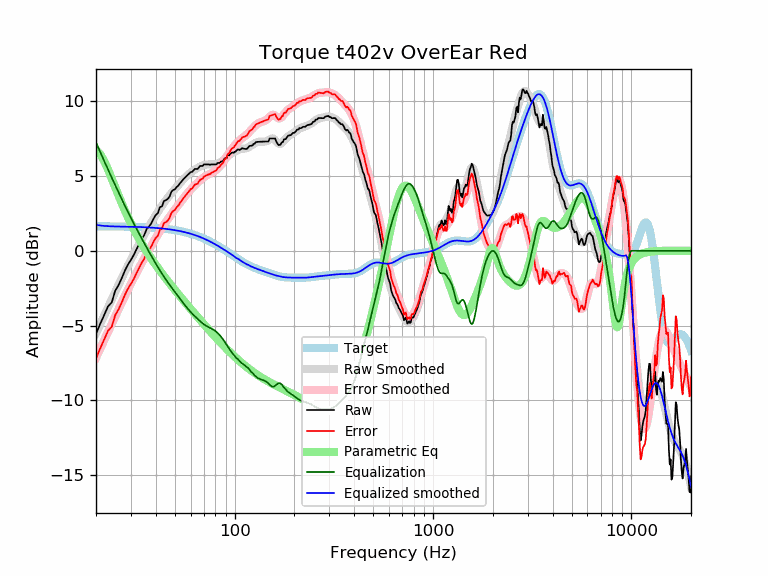 Torque t402v OverEar Red
Amplitude (dBr)
10
5
0
−5
−10
−15
Target
Raw Smoothed
Error Smoothed
Raw
Error
Parametric Eq
Equalization
Equalized smoothed
100 1000 10000
Frequency (Hz)